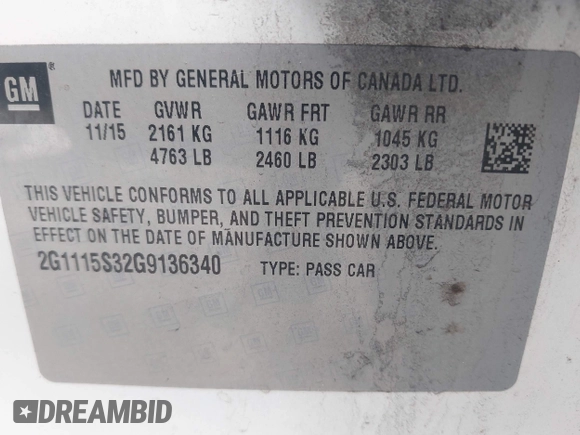 GM ®
MFD BY GENERAL MOTORS OF CANADA LTD.
DATE GVWR GAWR FRT GAWR RR
11/15 2161 KG 1116 KG 1045 KG
4763 LB 2460 LB 2303 LB
THIS VEHICLE CONFORMS TO ALL APPLICABLE U.S. FEDERAL MOTOR
VEHICLE SAFETY, BUMPER, AND THEFT PREVENTION STANDARDS IN
EFFECT ON THE DATE OF MANUFACTURE SHOWN ABOVE.
2G1115S32G9136340 TYPE: PASS CAR
DREAMBID